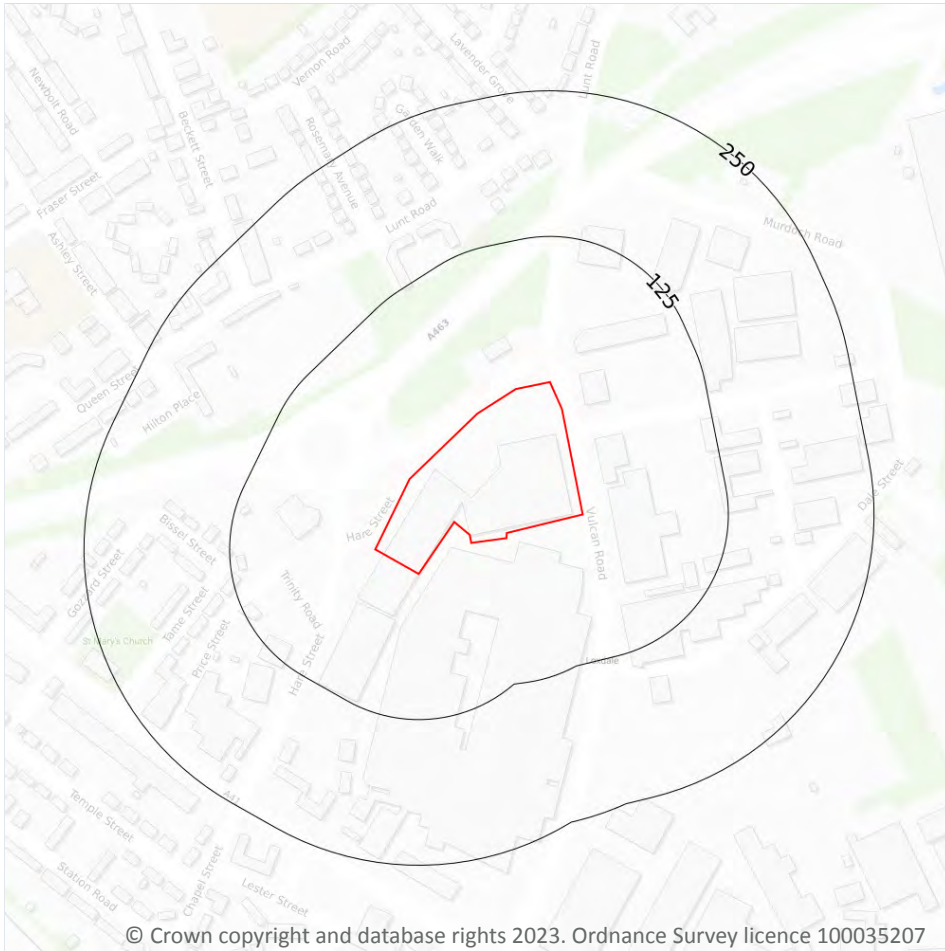 Newbolt Road
Vernon Road
Lavender Grove
Lunt Road
Beckett Street
Garden Walk
Rosemary Avenue
250
Fraser Street
Lunt Road
Ashley Street
Murdoch Road
125
A463
Queen Street
Hilton Place
Hare Street
Vulcan Road
Dale Street
Bissell Street
Gozzard Street
Trinity Road
Tame Street
St Mary's Church
Price Street
Hare Street
Loxdale
A41
Temple Street
Chapel Street
Station Road
Lester Street
© Crown copyright and database rights 2023. Ordnance Survey licence 100035207